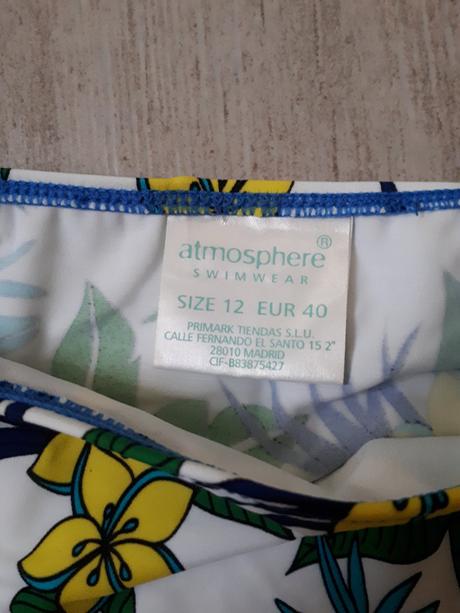 atmosphere®
SWIMWEAR
SIZE 12 EUR 40
PRIMARK TIENDAS S.L.U.
CALLE FERNANDO EL SANTO 15 2"
28010 MADRID
CIF-B83875427